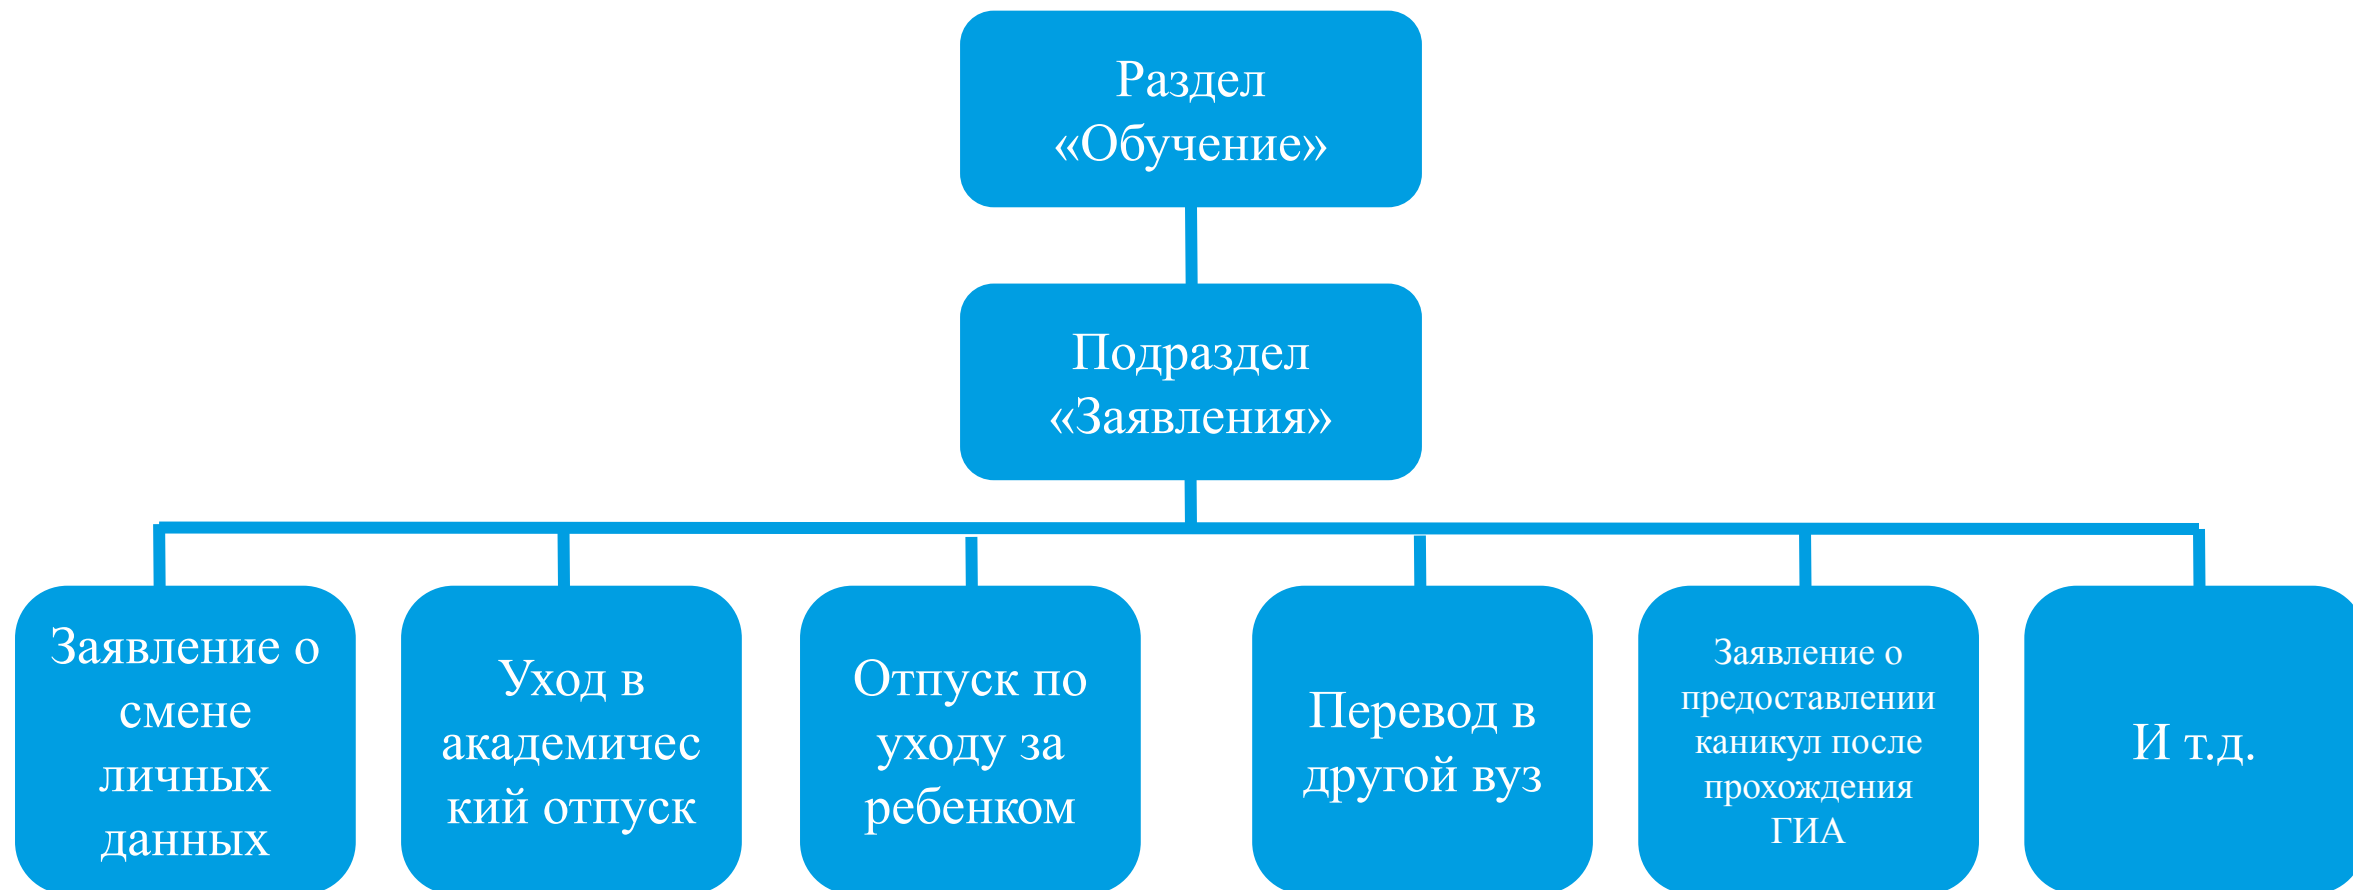 Раздел
«Обучение»
Подраздел
«Заявления»
Заявление о
смене
личных
данных
Уход в
академичес
кий отпуск
Отпуск по
уходу за
ребенком
Перевод в
другой вуз
Заявление о
предоставлении
каникул после
прохождения
ГИА
И т.д.